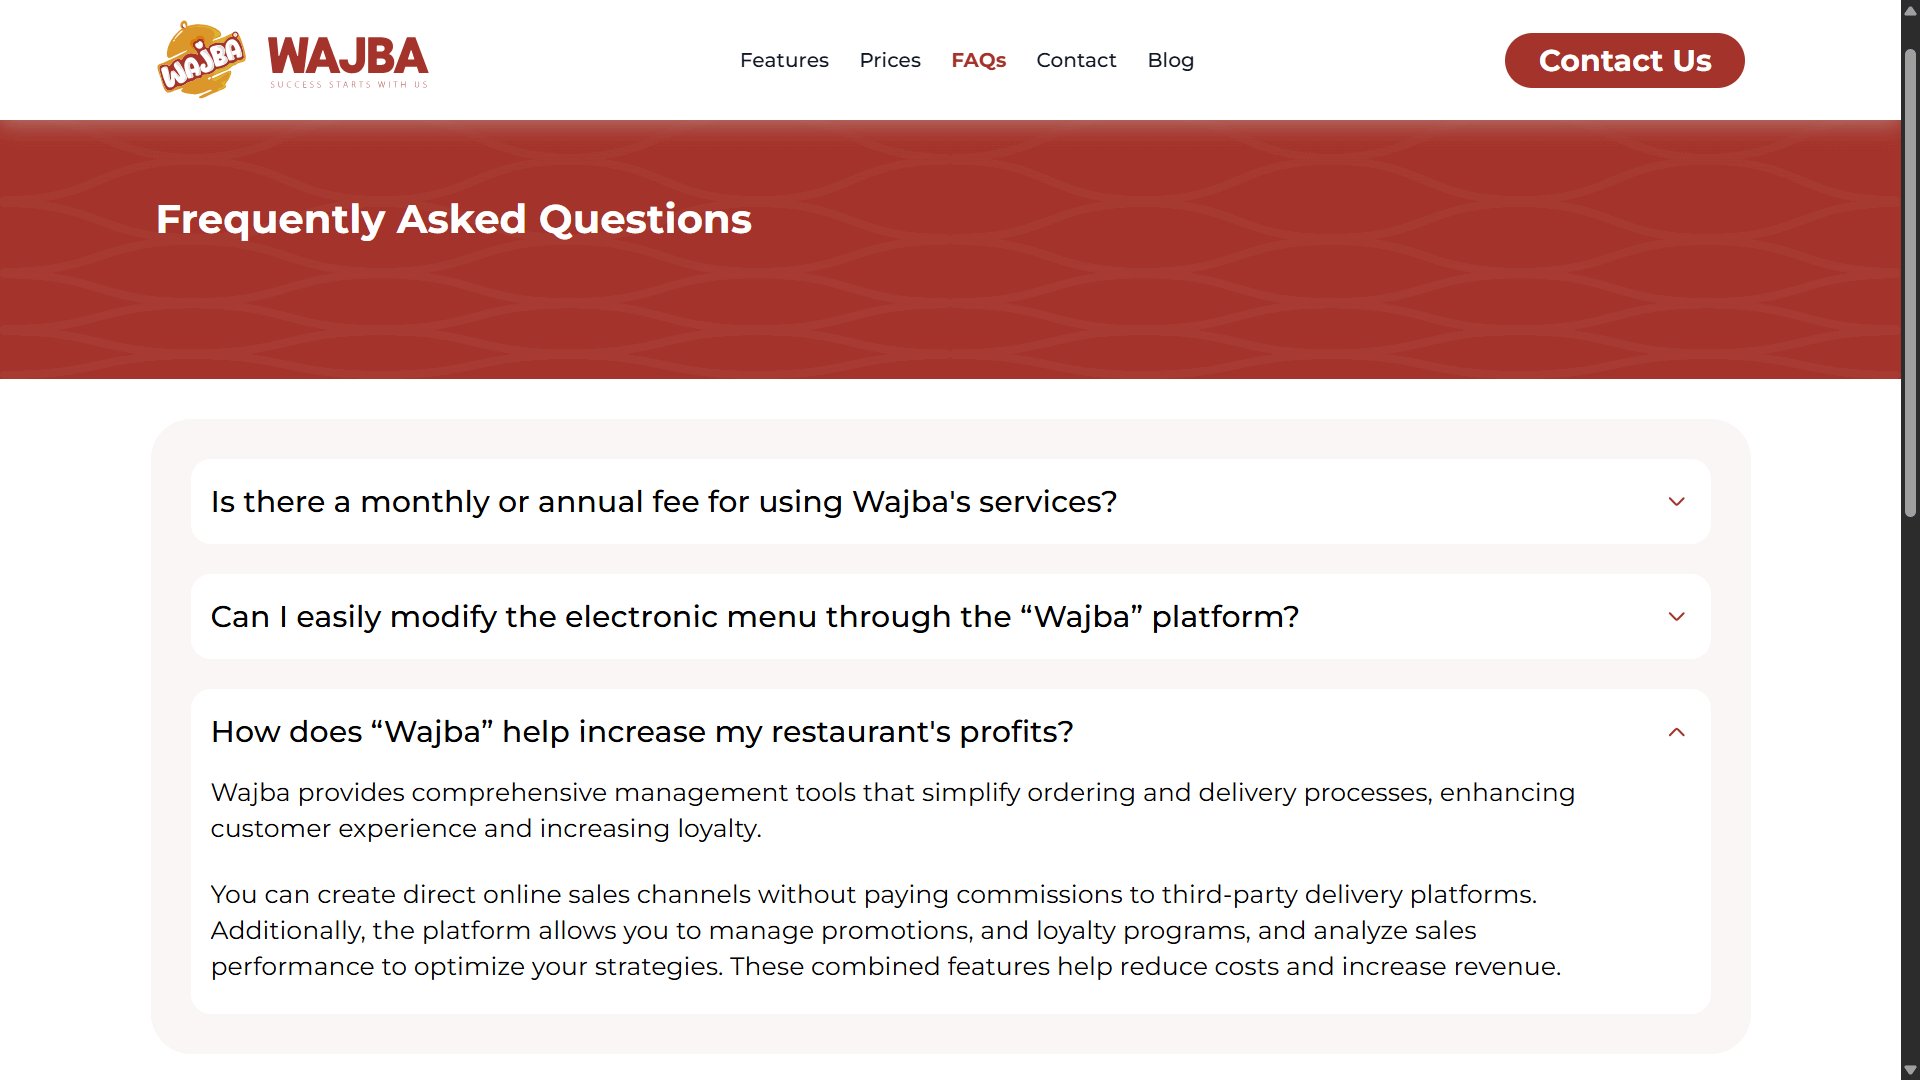 WAJBA
WAJBA
SUCCESS STARTS WITH US
Features
Prices
FAQs
Contact
Blog
Contact Us
Frequently Asked Questions
Is there a monthly or annual fee for using Wajba's services?
Can I easily modify the electronic menu through the “Wajba” platform?
How does “Wajba” help increase my restaurant's profits?
Wajba provides comprehensive management tools that simplify ordering and delivery processes, enhancing
customer experience and increasing loyalty.
You can create direct online sales channels without paying commissions to third-party delivery platforms.
Additionally, the platform allows you to manage promotions, and loyalty programs, and analyze sales
performance to optimize your strategies. These combined features help reduce costs and increase revenue.